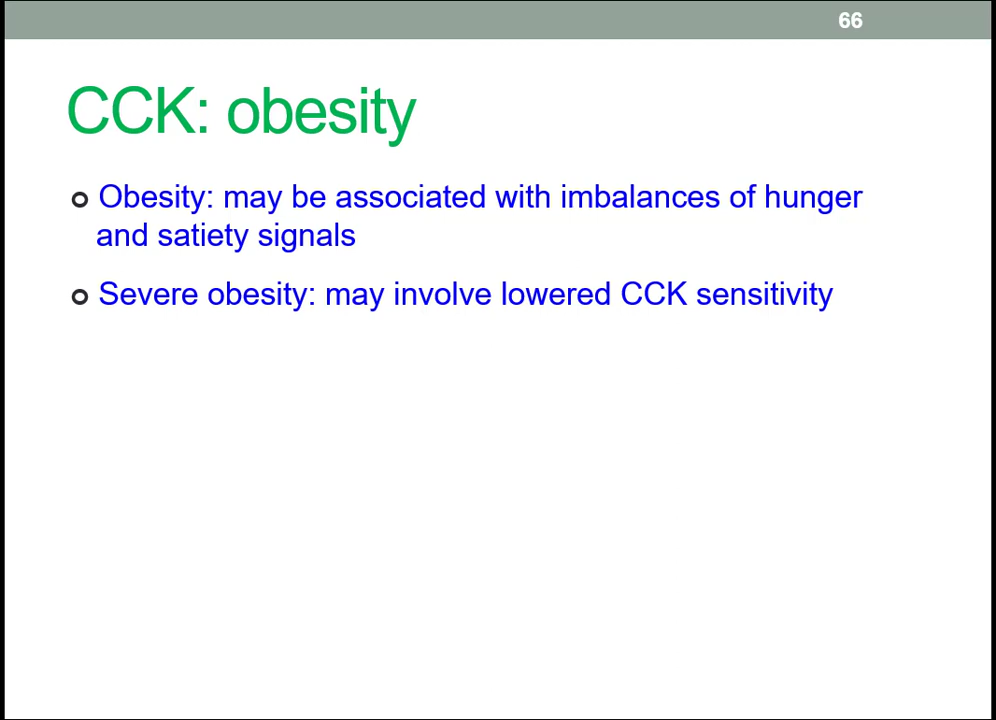 66
CCK: obesity
Obesity: may be associated with imbalances of hunger
and satiety signals
Severe obesity: may involve lowered CCK sensitivity